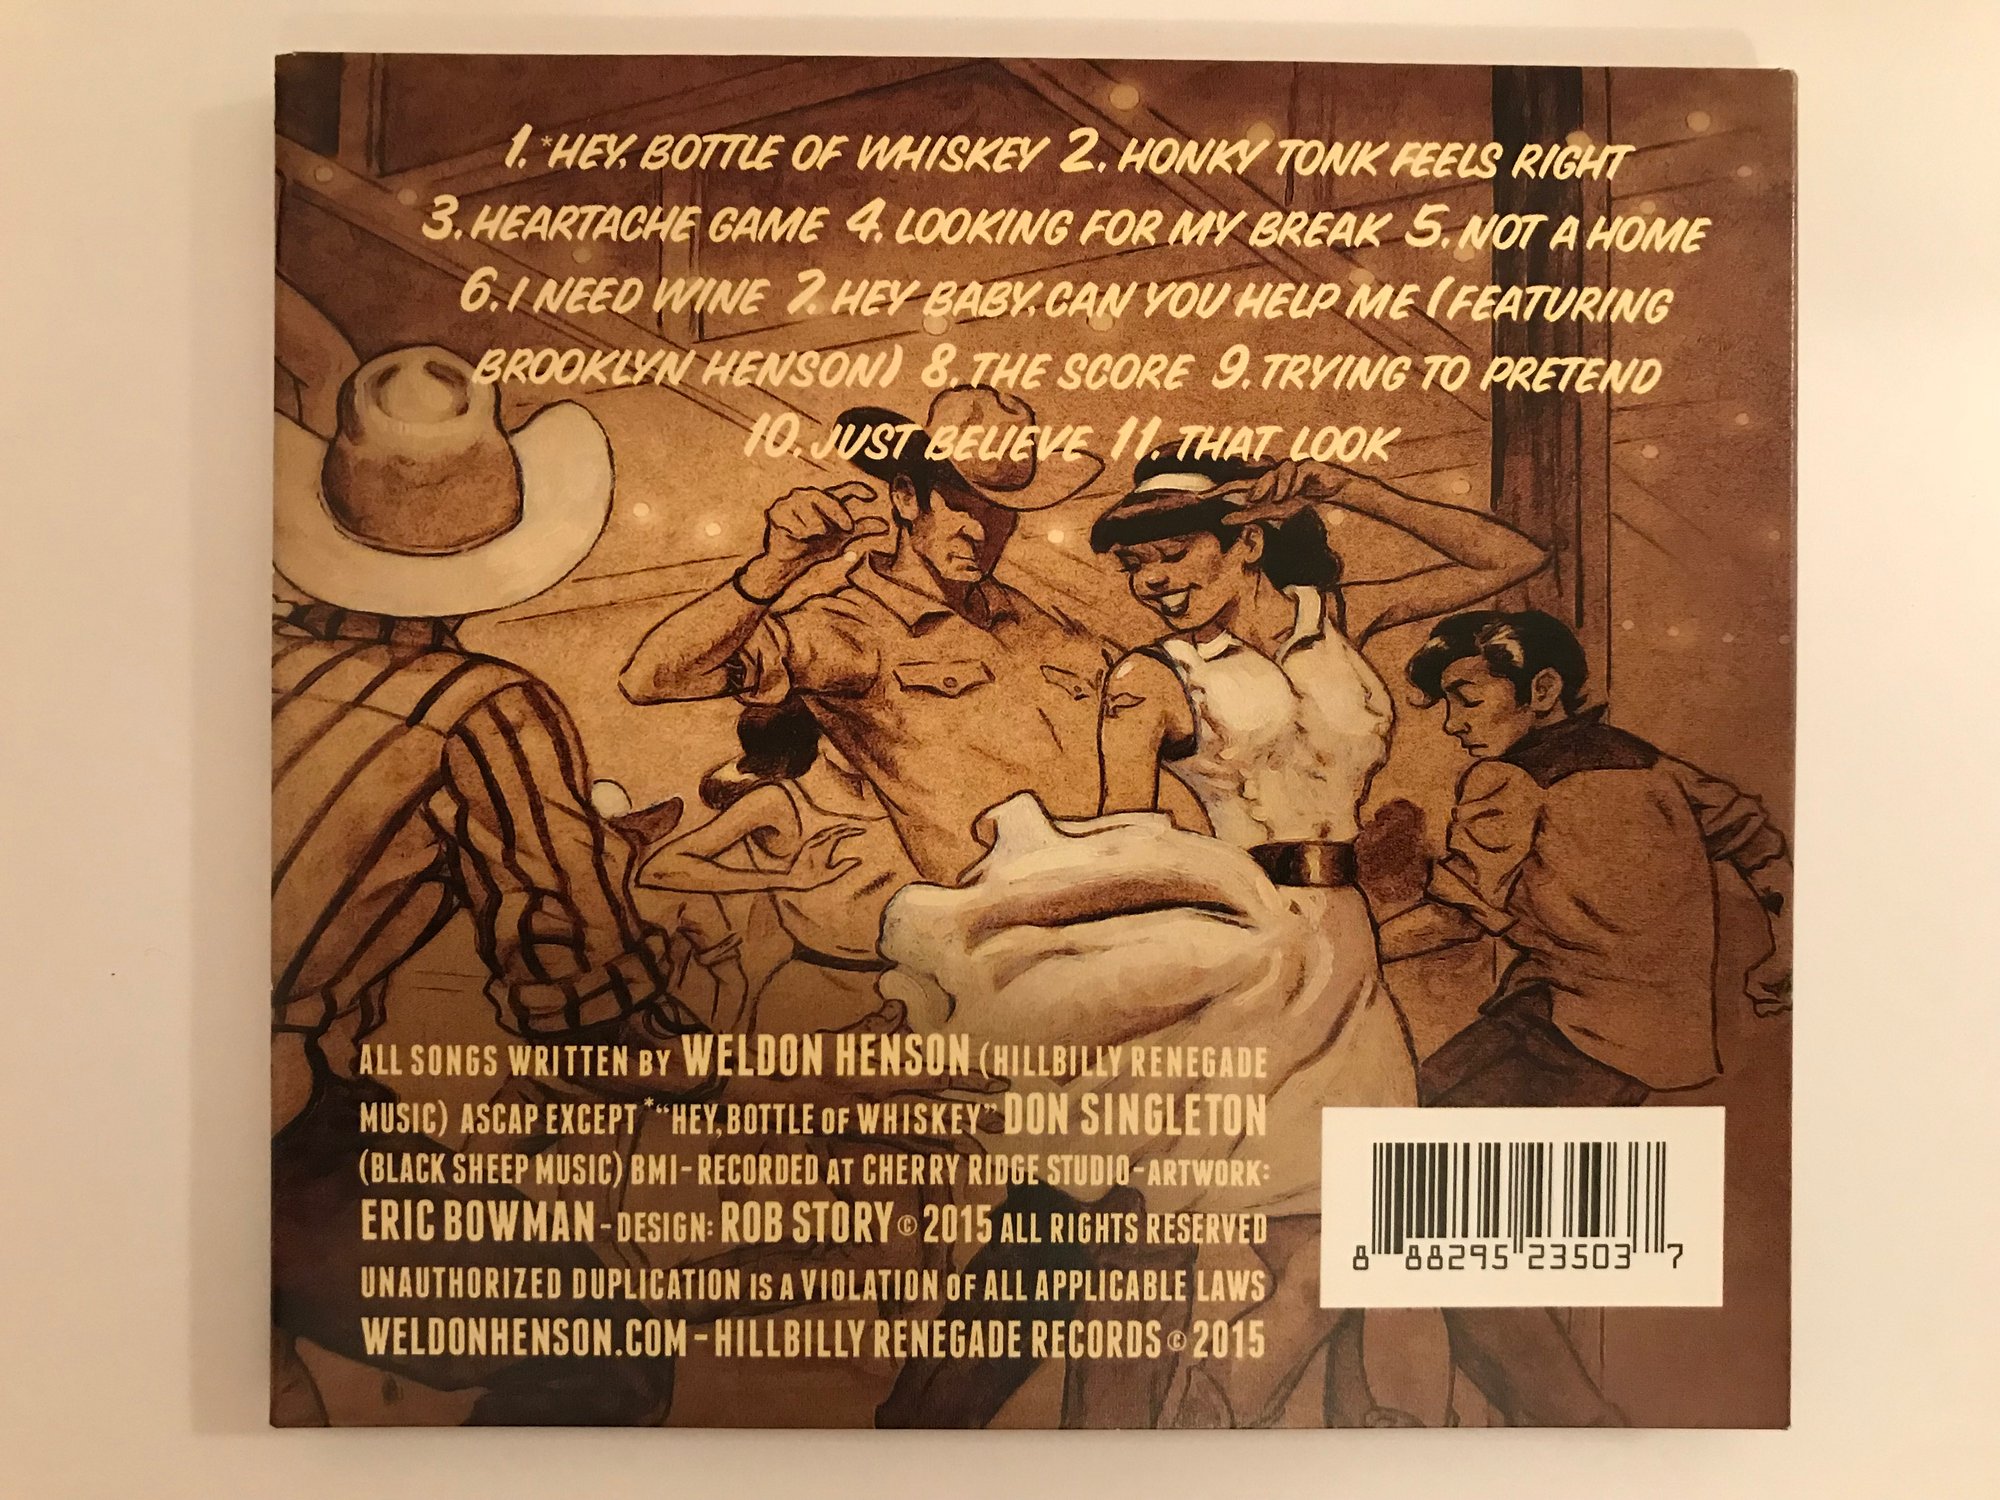 1. *HEY, BOTTLE OF WHISKEY 2. HONKY TONK FEELS RIGHT
3. HEARTACHE GAME 4. LOOKING FOR MY BREAK 5. NOT A HOME
6. I NEED WINE 7. HEY BABY, CAN YOU HELP ME (FEATURING
BROOKLYN HENSON) 8. THE SCORE 9. TRYING TO PRETEND
10. JUST BELIEVE 11. THAT LOOK
ALL SONGS WRITTEN BY WELDON HENSON (HILLBILLY RENEGADE
MUSIC) ASCAP EXCEPT *"HEY, BOTTLE OF WHISKEY" DON SINGLETON
(BLACK SHEEP MUSIC) BMI - RECORDED AT CHERRY RIDGE STUDIO - ARTWORK:
ERIC BOWMAN - DESIGN: ROB STORY © 2015 ALL RIGHTS RESERVED
UNAUTHORIZED DUPLICATION IS A VIOLATION OF ALL APPLICABLE LAWS
WELDONHENSON.COM - HILLBILLY RENEGADE RECORDS © 2015
8 88295 23503 7